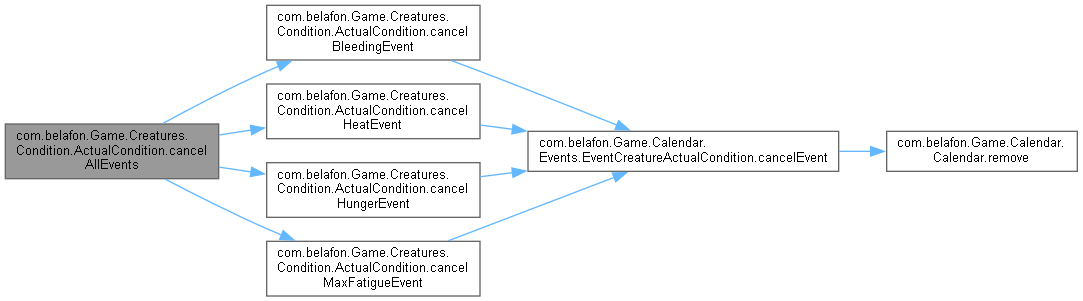 com.belafon.Game.Creatures.
Condition.ActualCondition.cancel
AllEvents
com.belafon.Game.Creatures.
Condition.ActualCondition.cancel
BleedingEvent
com.belafon.Game.Creatures.
Condition.ActualCondition.cancel
HeatEvent
com.belafon.Game.Creatures.
Condition.ActualCondition.cancel
HungerEvent
com.belafon.Game.Creatures.
Condition.ActualCondition.cancel
MaxFatigueEvent
com.belafon.Game.Calendar.
Events.EventCreatureActualCondition.cancelEvent
com.belafon.Game.Calendar.
Calendar.remove